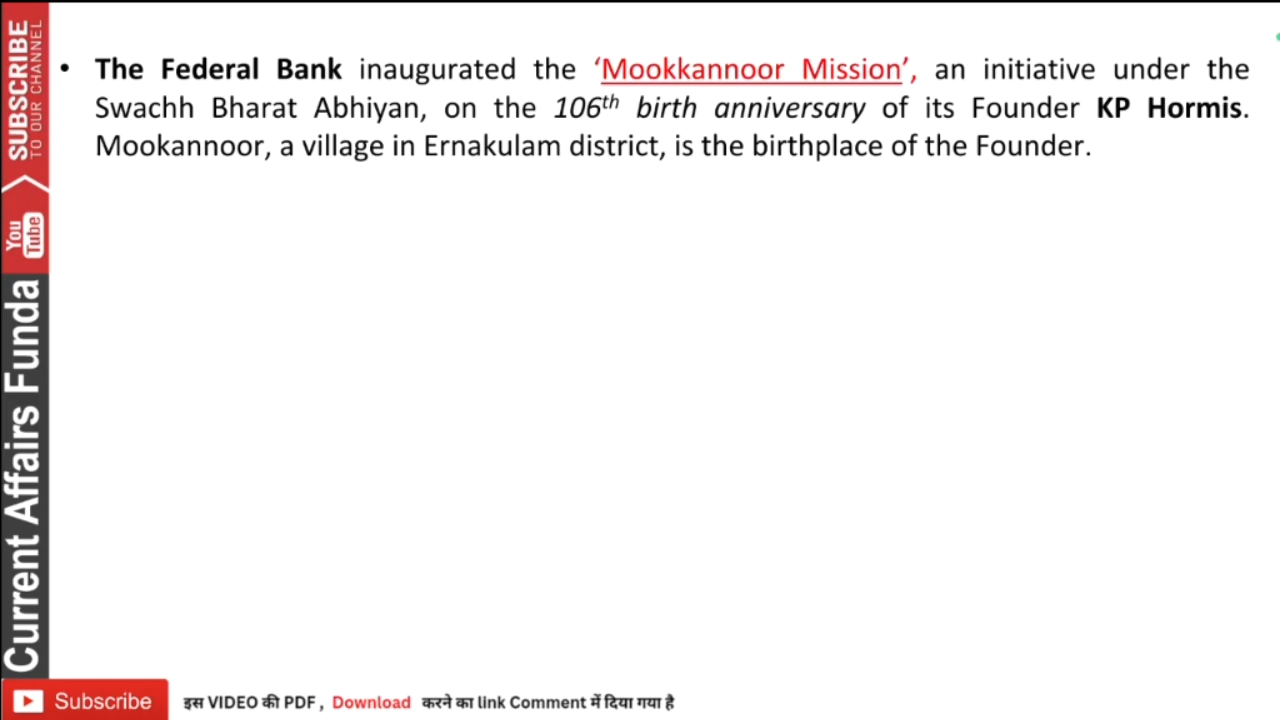 • The Federal Bank inaugurated the ‘Mookkannoor Mission’, an initiative under the
Swachh Bharat Abhiyan, on the 106th birth anniversary of its Founder KP Hormis.
Mookannoor, a village in Ernakulam district, is the birthplace of the Founder.
SUBSCRIBE
TO OUR CHANNEL
You
Tube
Current Affairs Funda
Subscribe
इस VIDEO की PDF , Download करने का link Comment में दिया गया है